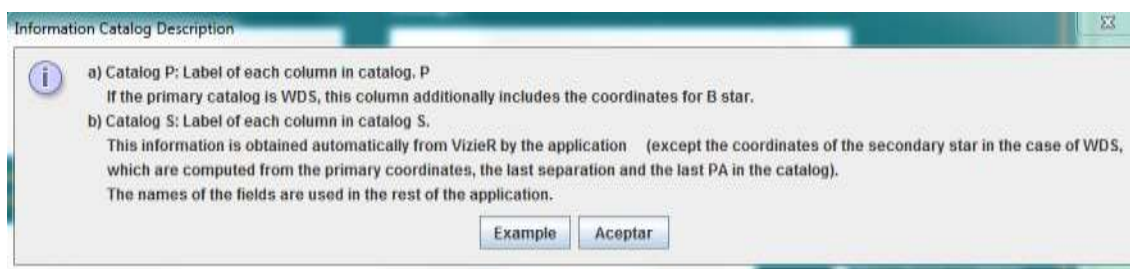 Information Catalog Description
a) Catalog P: Label of each column in catalog. P
If the primary catalog is WDS, this column additionally includes the coordinates for B star.
b) Catalog S: Label of each column in catalog S.
This information is obtained automatically from VizieR by the application (except the coordinates of the secondary star in the case of WDS,
which are computed from the primary coordinates, the last separation and the last PA in the catalog).
The names of the fields are used in the rest of the application.
Example Aceptar